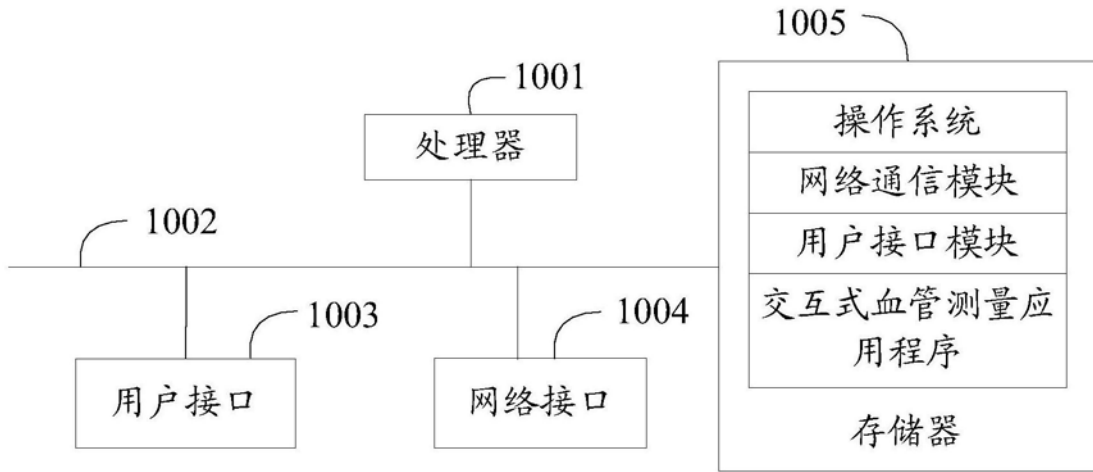 1005
1001
处理器
操作系统
网络通信模块
用户接口模块
交互式血管测量应
用程序
存储器
1002
1003
用户接口
1004
网络接口